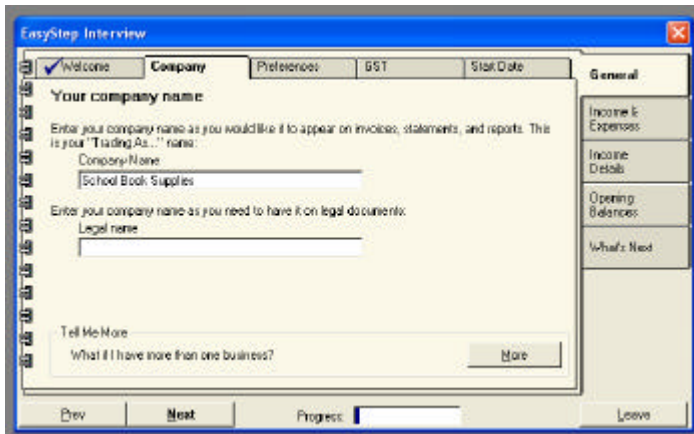 EasyStep Interview
Welcome Company Preferences GST Start Date
General
Your company name
Income &
Expenses
Enter your company name as you would like it to appear on invoices, statements, and reports. This
is your "Trading As..." name:
Company Name
Income
Details
School Book Supplies
Opening
Balances
Enter your company name as you need to have it on legal documents:
Legal name
What's Next
Tell Me More
What if I have more than one business?
More
Prev Next Progress: Leave